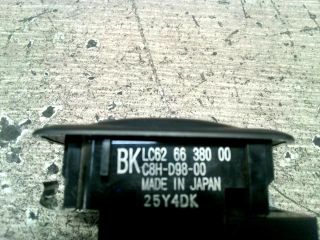 BK LC62 66 380 00
C8H-D98-00
MADE IN JAPAN
25Y4DK